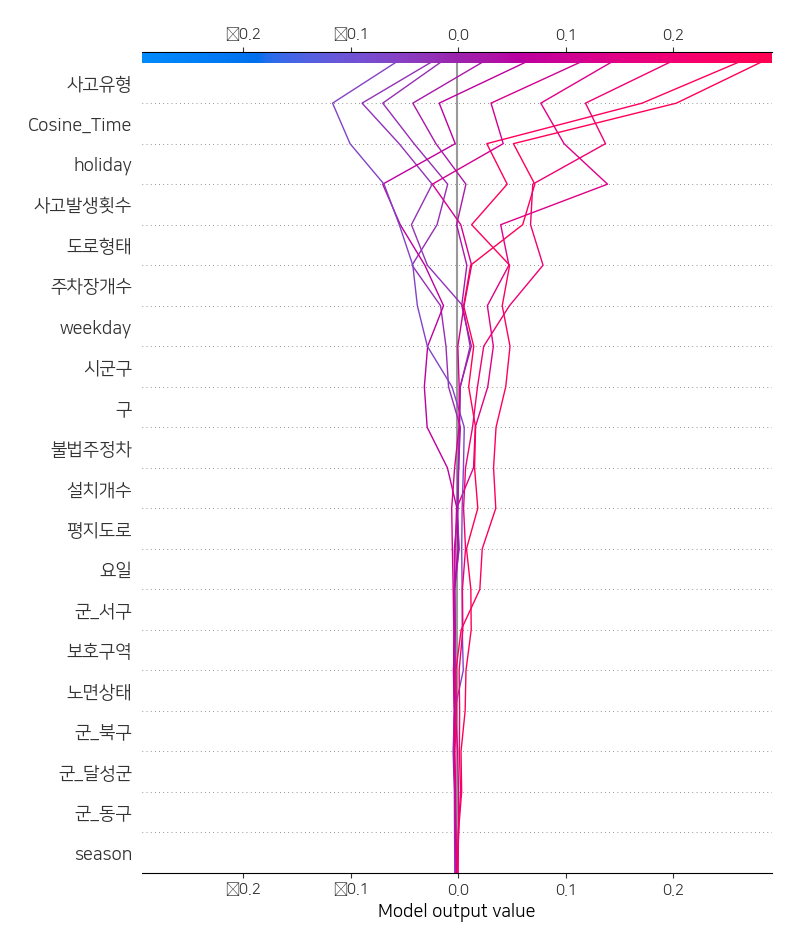 ☒0.2 ☒0.1 0.0 0.1 0.2
사고유형
Cosine_Time
holiday
사고발생횟수
도로형태
주차장개수
weekday
시군구
구
불법주정차
설치개수
평지도로
요일
군_서구
보호구역
노면상태
군_북구
군_달성군
군_동구
season
☒0.2 ☒0.1 0.0 0.1 0.2
Model output value